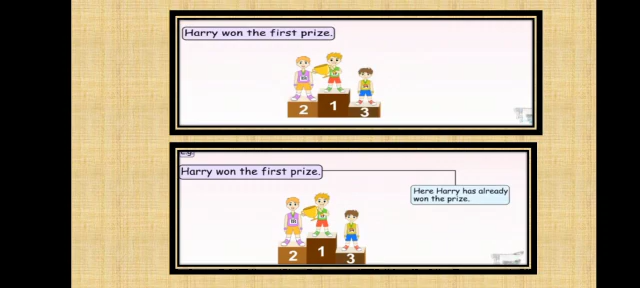 Harry won the first prize.
2 1 3
Eg:
Harry won the first prize.
Here Harry has already
won the prize.
2 1 3